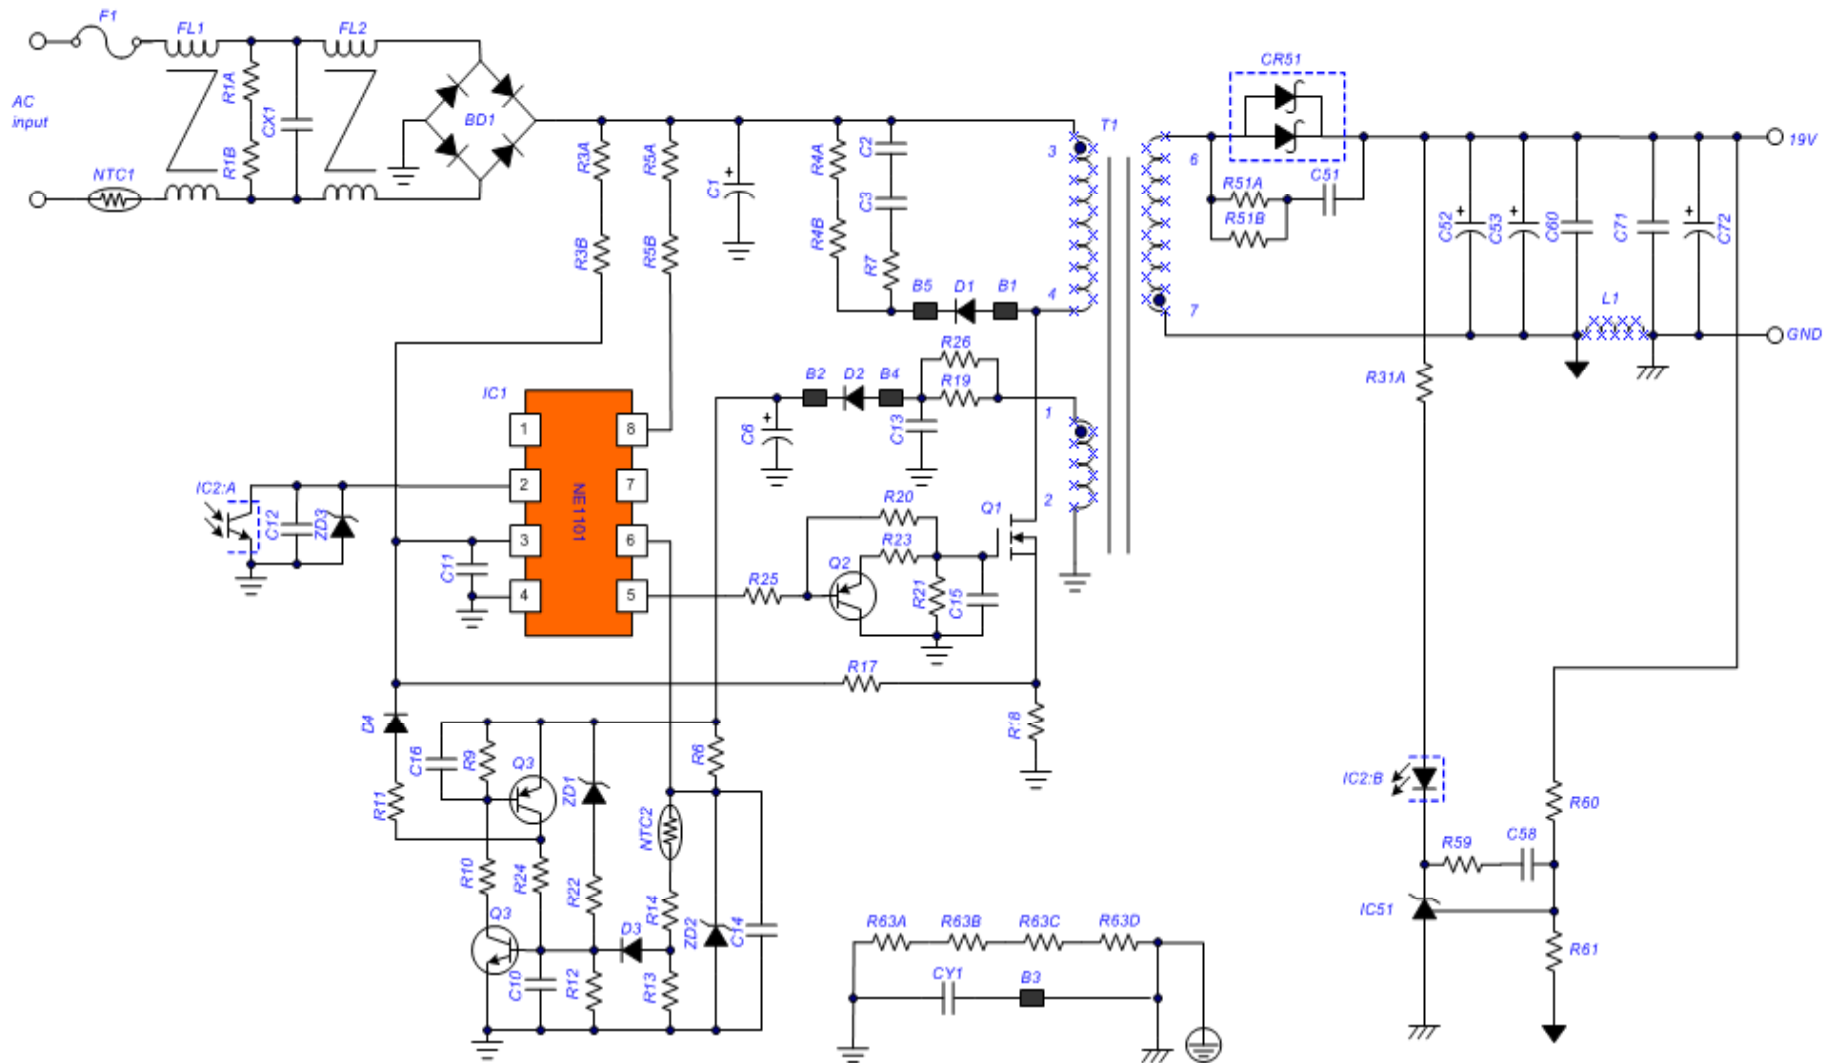 F1
FL1
FL2
AC
input
R1A
R1B
CX1
NTC1
BD1
R3A
R3B
R5A
R5B
C1
R4A
R4B
C2
C3
R7
B5
D1
B1
T1
3
4
6
7
CR51
R51A
R51B
C51
19V
C52
C53
C60
C71
C72
L1
GND
R31A
IC1
1
2
3
4
8
7
6
5
NE1101
B2
D2
B4
R26
R19
C6
C13
1
2
IC2:A
C12
ZD3
C11
R25
R20
R23
Q2
R21
C15
Q1
R17
D4
C16
R9
Q3
ZD1
R6
R11
NTC2
R10
R24
R22
R14
ZD2
C14
Q3
C10
R12
D3
R13
R63A
R63B
R63C
R63D
CY1
B3
IC2:B
R59
C58
R60
IC51
R61